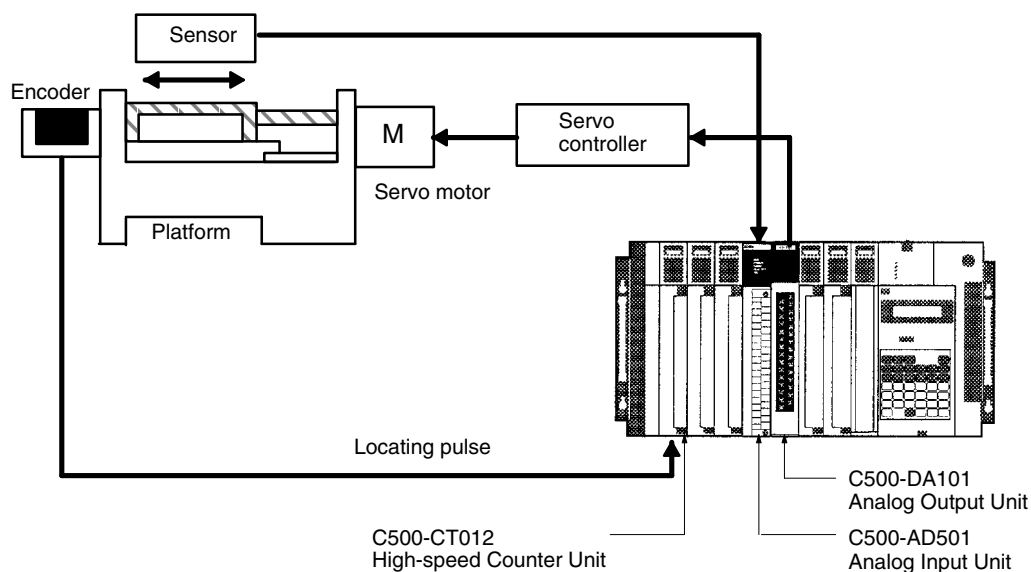 Sensor
Encoder
M
Servo
controller
Servo motor
Platform
Locating pulse
C500-DA101
Analog Output Unit
C500-CT012
High-speed Counter Unit
C500-AD501
Analog Input Unit